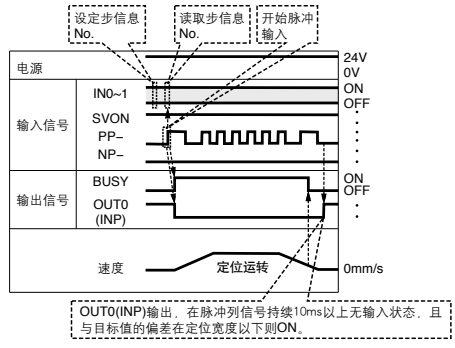 设定步信息
No.
读取步信息
No.
开始脉冲
输入
电源
24V
0V
输入信号
IN0~1
ON
OFF
SVON
PP–
NP–
输出信号
BUSY
ON
OFF
OUT0
(INP)
速度
定位运转
0mm/s
OUT0(INP)输出，在脉冲列信号持续10ms以上无输入状态，且
与目标值的偏差在定位宽度以下则ON。